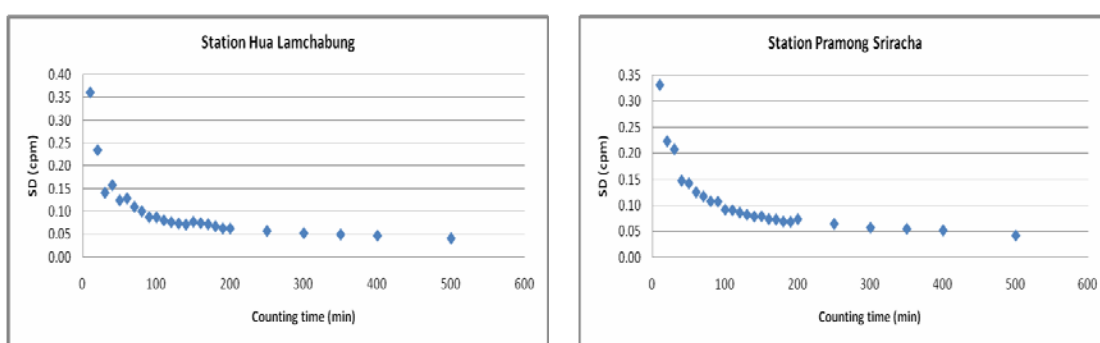 Station Hua Lamchabung
SD (cpm)
0.40
0.35
0.30
0.25
0.20
0.15
0.10
0.05
0.00
0 100 200 300 400 500 600
Counting time (min)
Station Pramong Sriracha
SD (cpm)
0.35
0.30
0.25
0.20
0.15
0.10
0.05
0.00
0 100 200 300 400 500 600
Counting time (min)